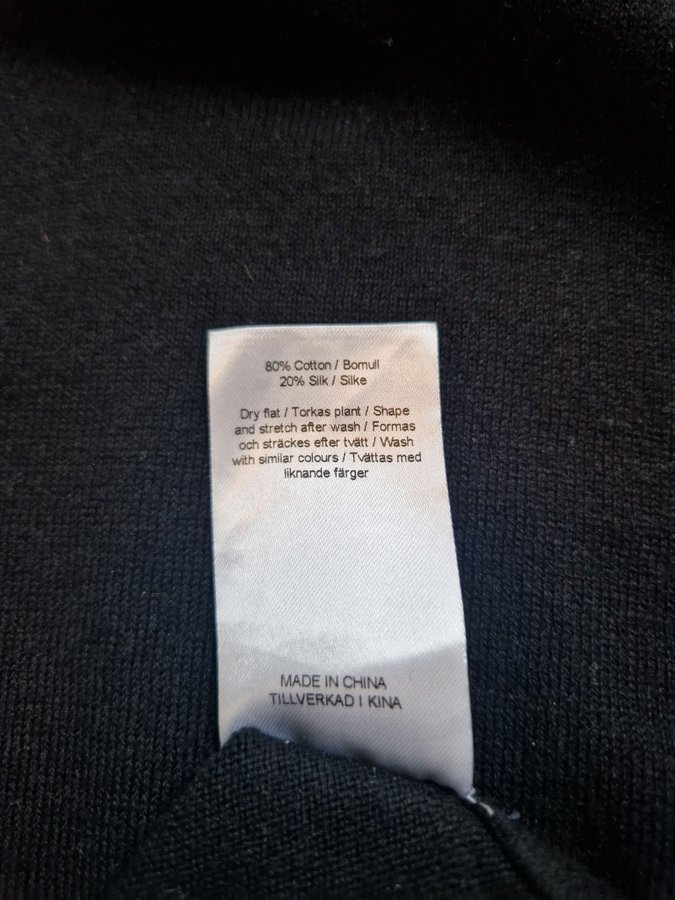 80% Cotton / Bomull
20% Silk / Silke
Dry flat / Torkas plant / Shape
and stretch after wash / Formas
och sträckes efter tvätt / Wash
with similar colours / Tvättas med
liknande färger
MADE IN CHINA
TILLVERKAD I KINA